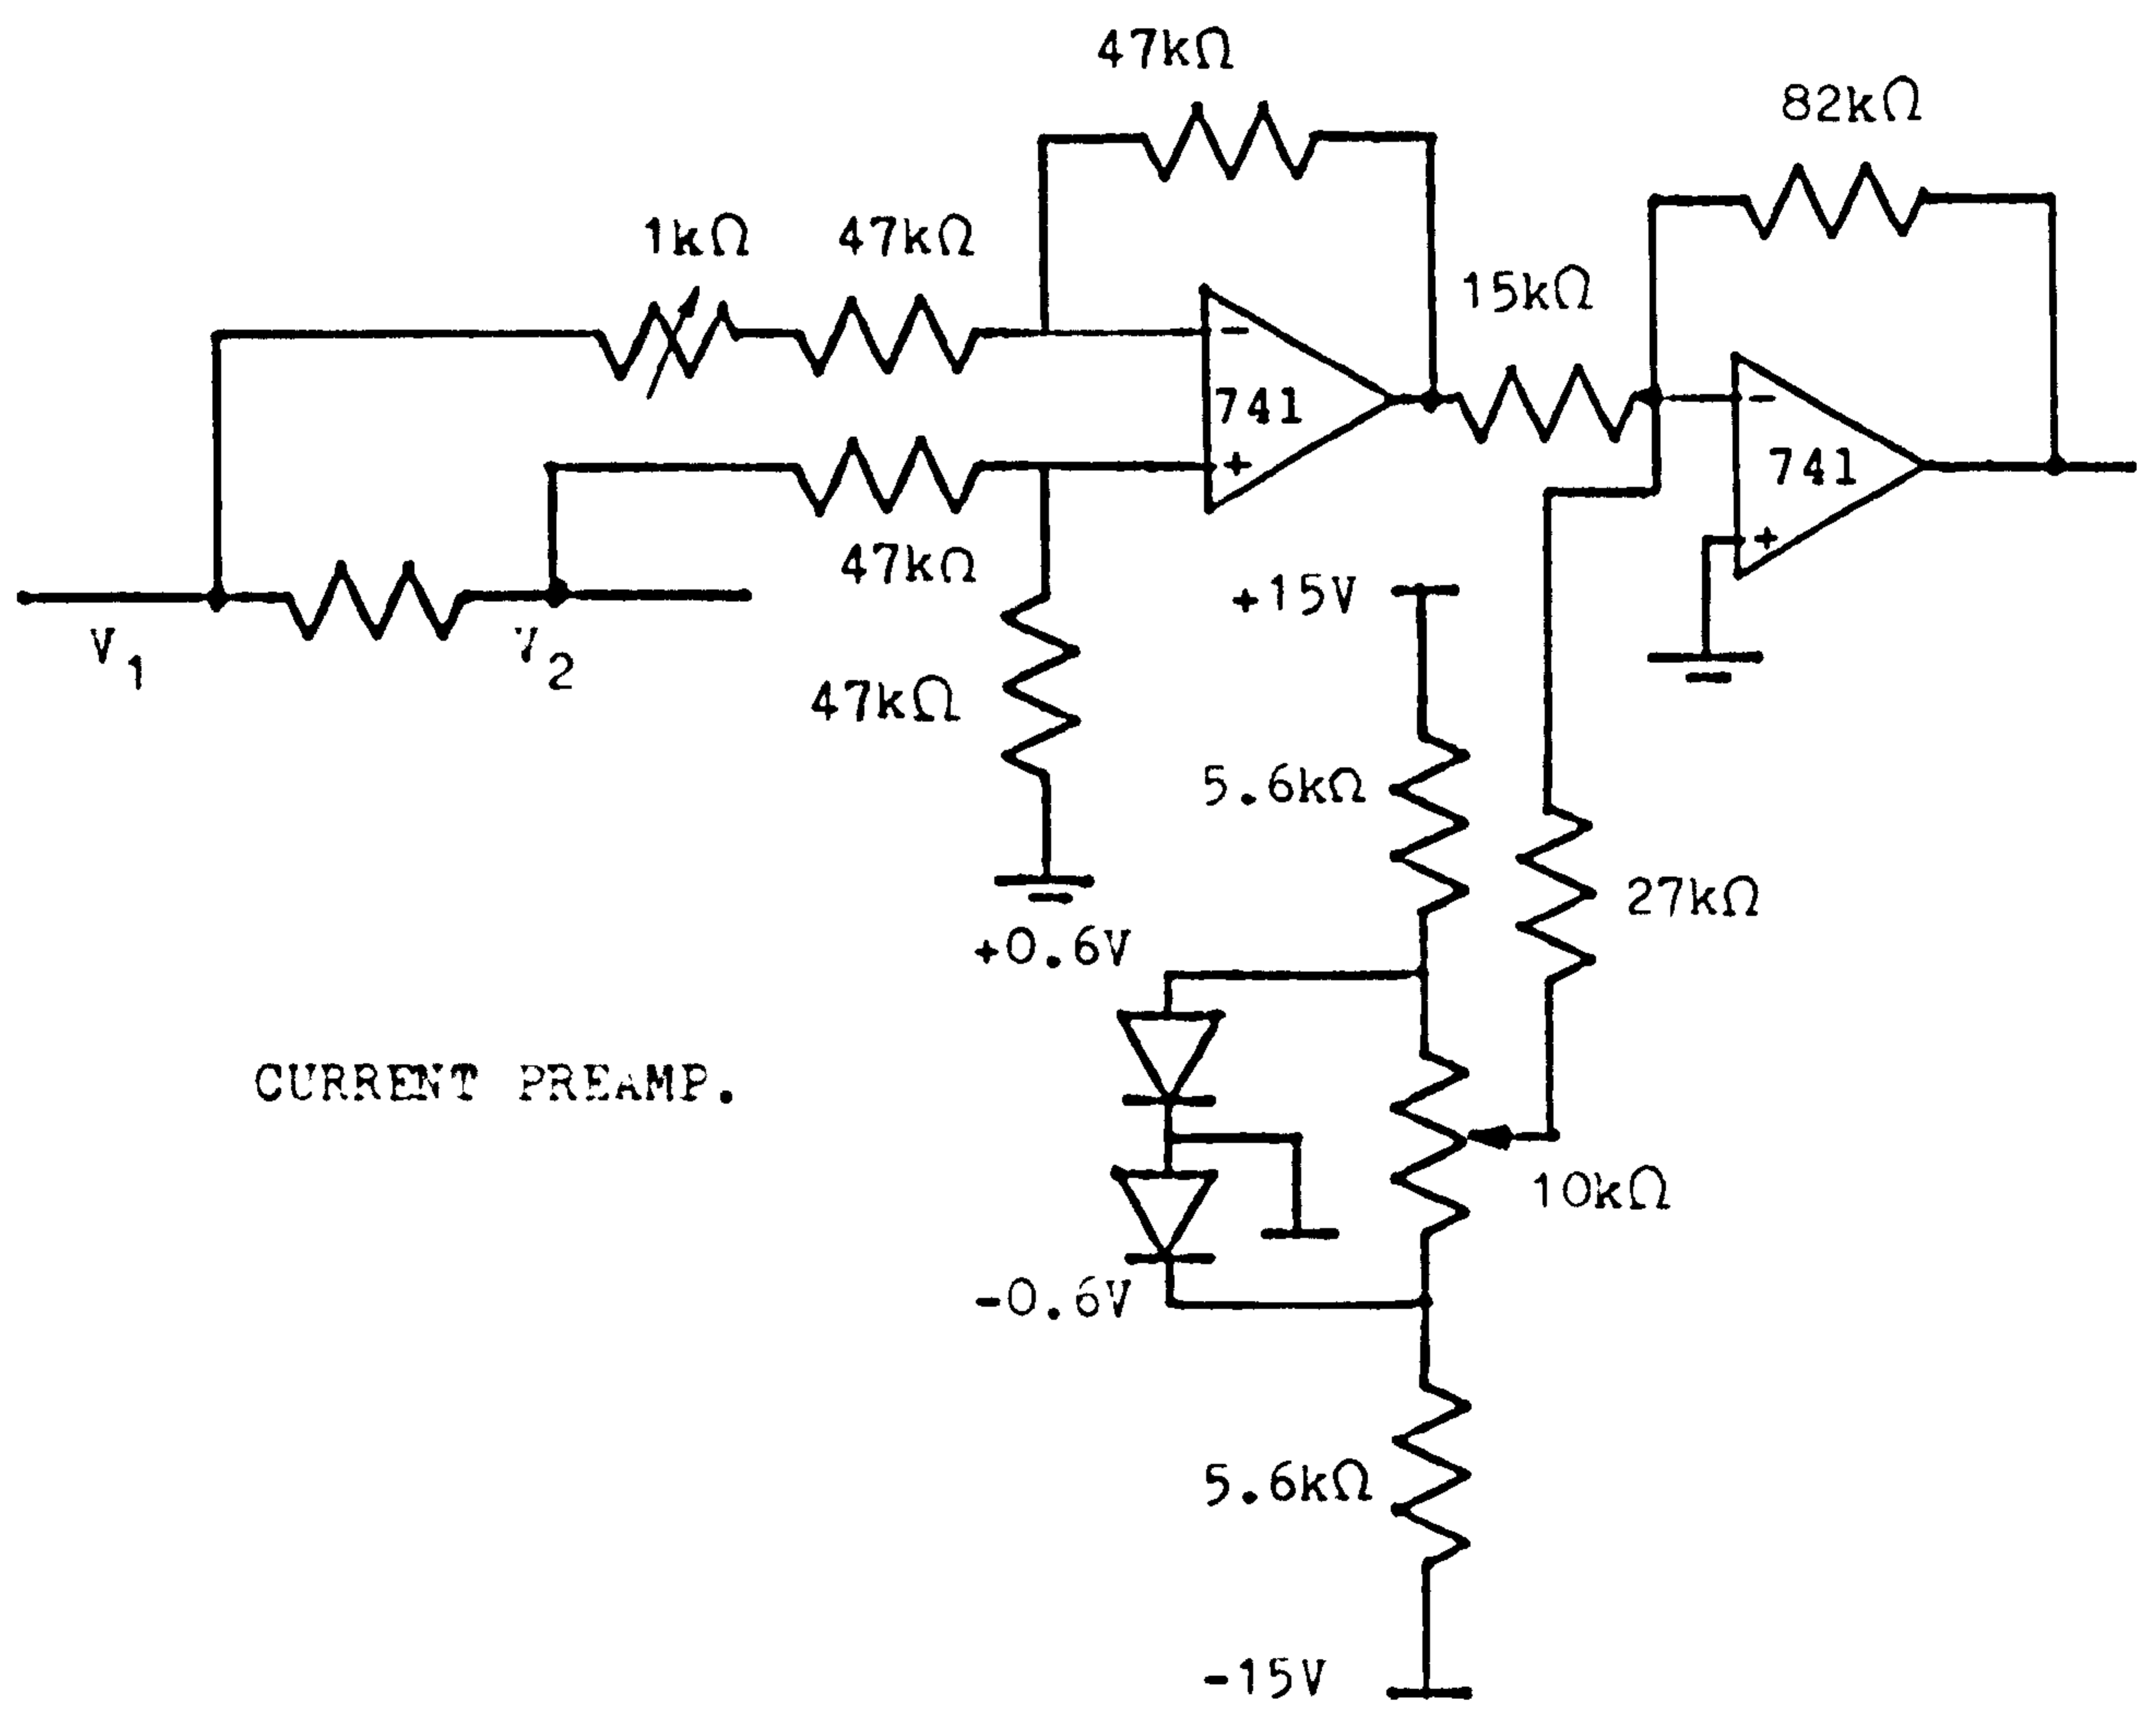 47kΩ
82kΩ
1kΩ
47kΩ
15kΩ
-
-
741
+
741
+
47kΩ
+15V
V1
V2
47kΩ
5.6kΩ
27kΩ
+0.6V
CURRENT PREAMP.
10kΩ
-0.6V
5.6kΩ
-15V